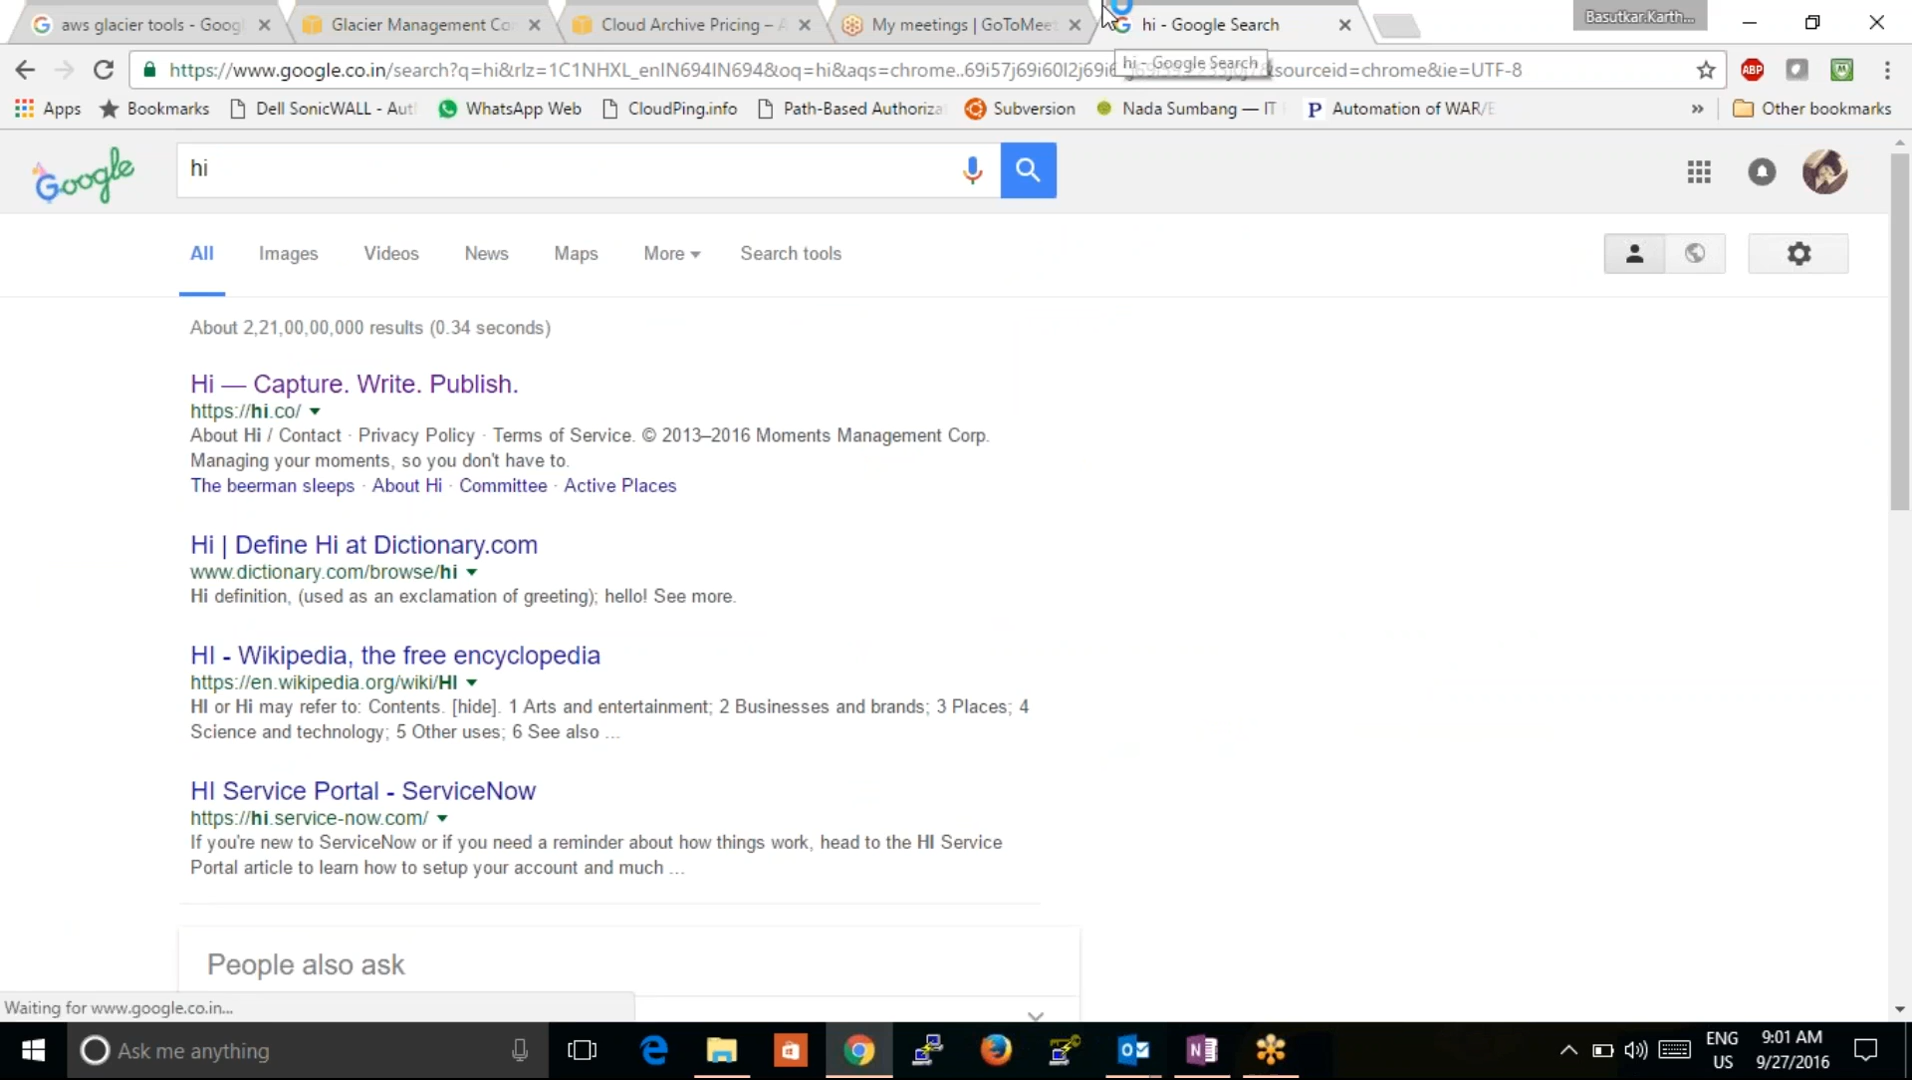 aws glacier tools - Goog
Glacier Management Co
Cloud Archive Pricing – A
My meetings | GoToMeet
hi - Google Search
Basutkar.Karth...
https://www.google.co.in/search?q=hi&rlz=1C1NHXL_enIN694IN694&oq=hi&aqs=chrome..69i57j69i60l2j69i6 &sourceid=chrome&ie=UTF-8
hi - Google Search
Apps
Bookmarks
Dell SonicWALL - Aut
WhatsApp Web
CloudPing.info
Path-Based Authoriza
Subversion
Nada Sumbang — IT
Automation of WAR/E
»
Other bookmarks
Google
hi
All
Images
Videos
News
Maps
More
Search tools
About 2,21,00,00,000 results (0.34 seconds)
Hi — Capture. Write. Publish.
https://hi.co/
About Hi / Contact · Privacy Policy · Terms of Service. © 2013–2016 Moments Management Corp.
Managing your moments, so you don't have to.
The beerman sleeps · About Hi · Committee · Active Places
Hi | Define Hi at Dictionary.com
www.dictionary.com/browse/hi
Hi definition, (used as an exclamation of greeting); hello! See more.
HI - Wikipedia, the free encyclopedia
https://en.wikipedia.org/wiki/HI
HI or Hi may refer to: Contents. [hide]. 1 Arts and entertainment; 2 Businesses and brands; 3 Places; 4
Science and technology; 5 Other uses; 6 See also ...
HI Service Portal - ServiceNow
https://hi.service-now.com/
If you're new to ServiceNow or if you need a reminder about how things work, head to the HI Service
Portal article to learn how to setup your account and much ...
People also ask
Waiting for www.google.co.in...
Ask me anything
ENG
US
9:01 AM
9/27/2016